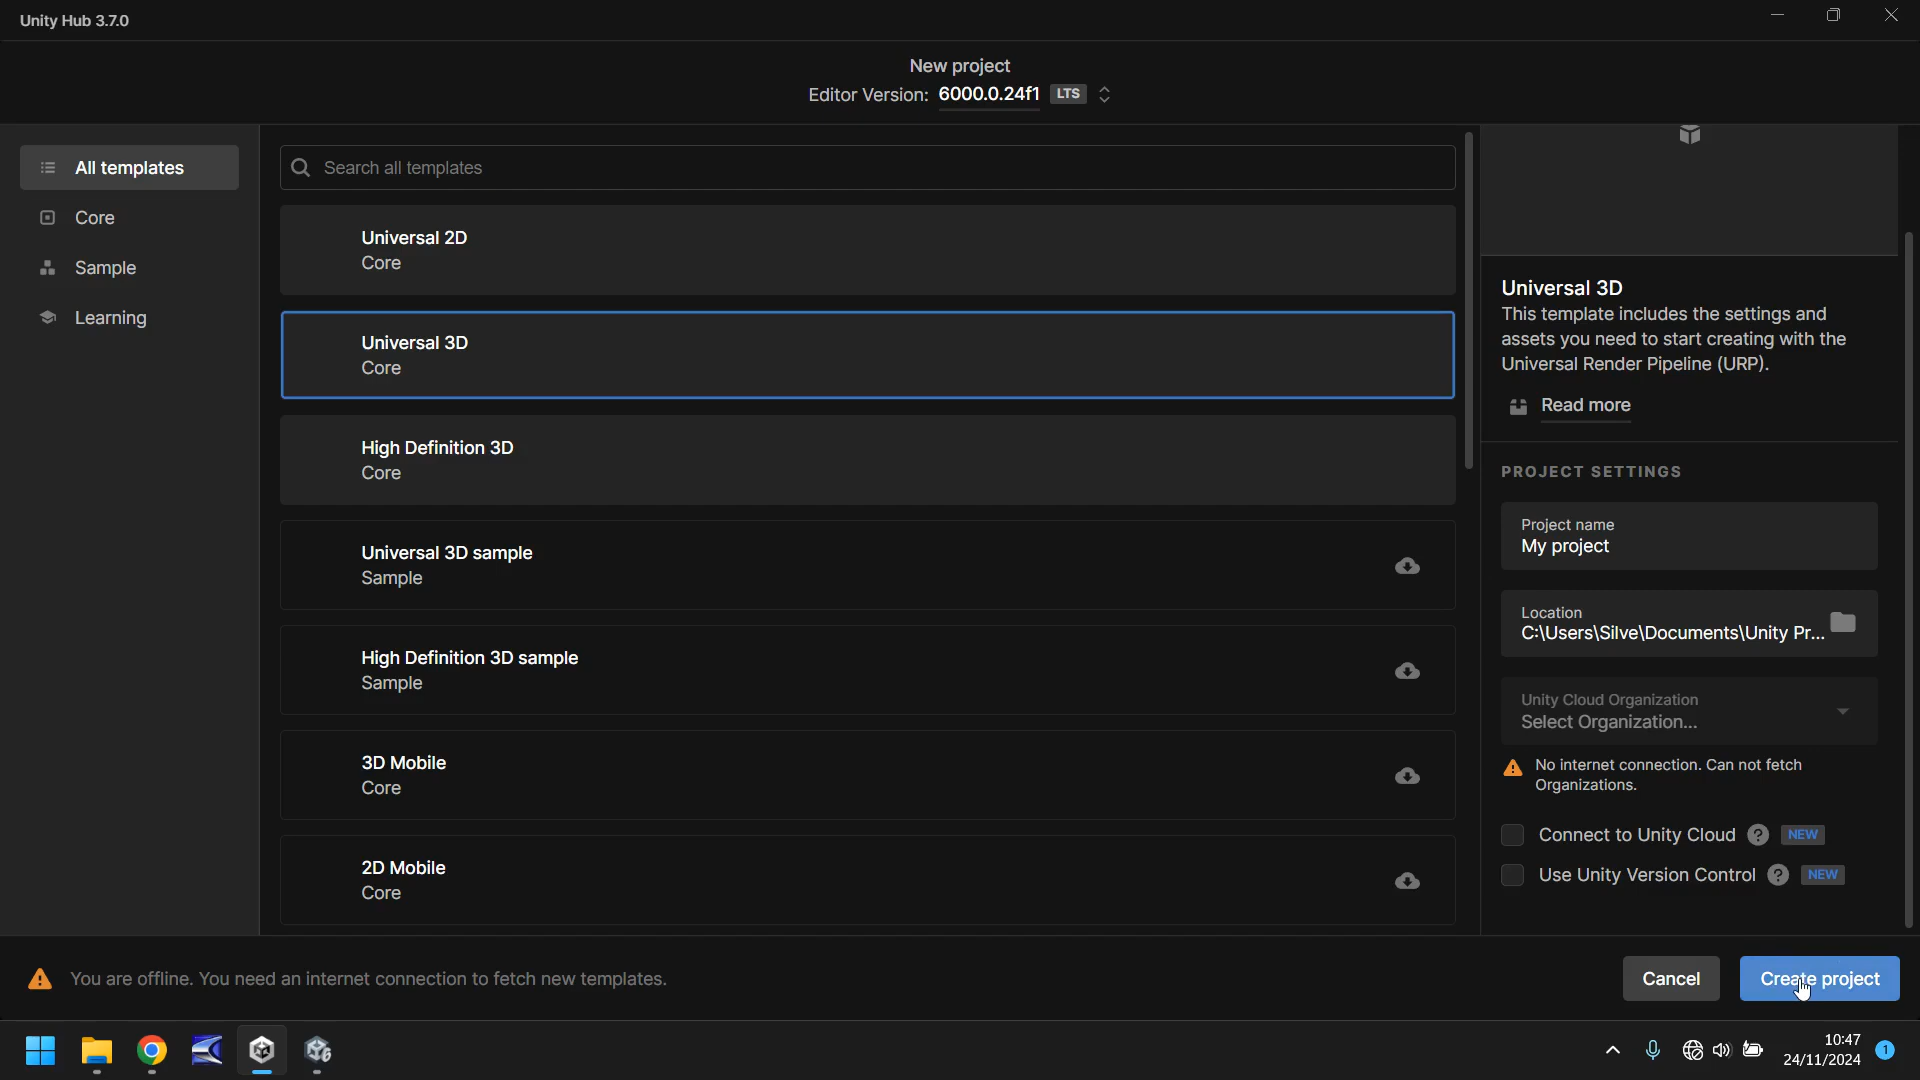 Unity Hub 3.7.0
New project
Editor Version: 6000.0.24f1 LTS
All templates
Core
Sample
Learning
Search all templates
Universal 2D
Core
Universal 3D
Core
High Definition 3D
Core
Universal 3D sample
Sample
High Definition 3D sample
Sample
3D Mobile
Core
2D Mobile
Core
Universal 3D
This template includes the settings and
assets you need to start creating with the
Universal Render Pipeline (URP).
Read more
PROJECT SETTINGS
Project name
My project
Location
C:\Users\Silve\Documents\Unity Pr...
Unity Cloud Organization
Select Organization...
No internet connection. Can not fetch
Organizations.
Connect to Unity Cloud ? NEW
Use Unity Version Control ? NEW
You are offline. You need an internet connection to fetch new templates.
Cancel
Create project
6
10:47
24/11/2024
1